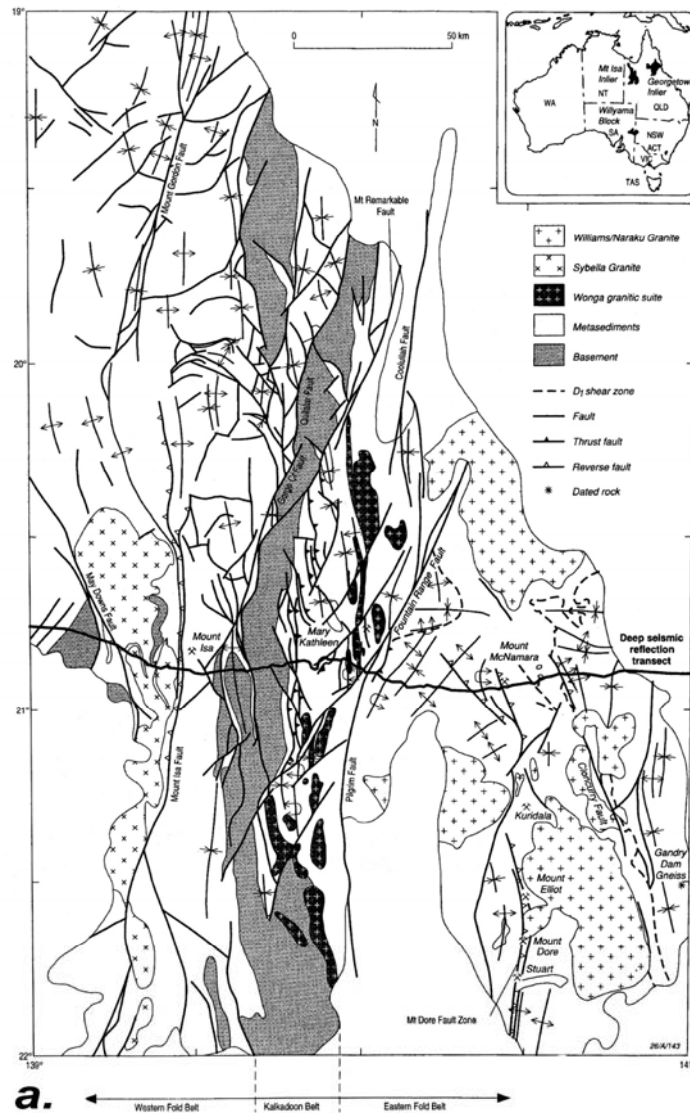 19°
0
50 km
N
Mt Isa
Inlier
Georgetown
Inlier
NT
WA
QLD
Willyama
Block
SA
NSW
ACT
VIC
TAS
Mount Gordon Fault
Mt Remarkable
Fault
Coolullah Fault
Williams/Naraku Granite
Sybella Granite
Wonga granitic suite
Metasediments
Basement
D1 shear zone
Fault
Thrust fault
Reverse fault
Dated rock
20°
Quilalar Fault
Gorge Ck Fault
Fountain Range Fault
May Downs Fault
Mount
Isa
Mary
Kathleen
Mount
McNamara
Deep seismic
reflection
transect
21°
Mount Isa Fault
Pilgrim Fault
Cloncurry Fault
Kuridala
Gandry
Dam
Gneiss
Mount
Elliot
Mount
Dore
Stuart
Mt Dore Fault Zone
26/A/143
22°
139°
a.
Western Fold Belt
Kalkadoon Belt
Eastern Fold Belt